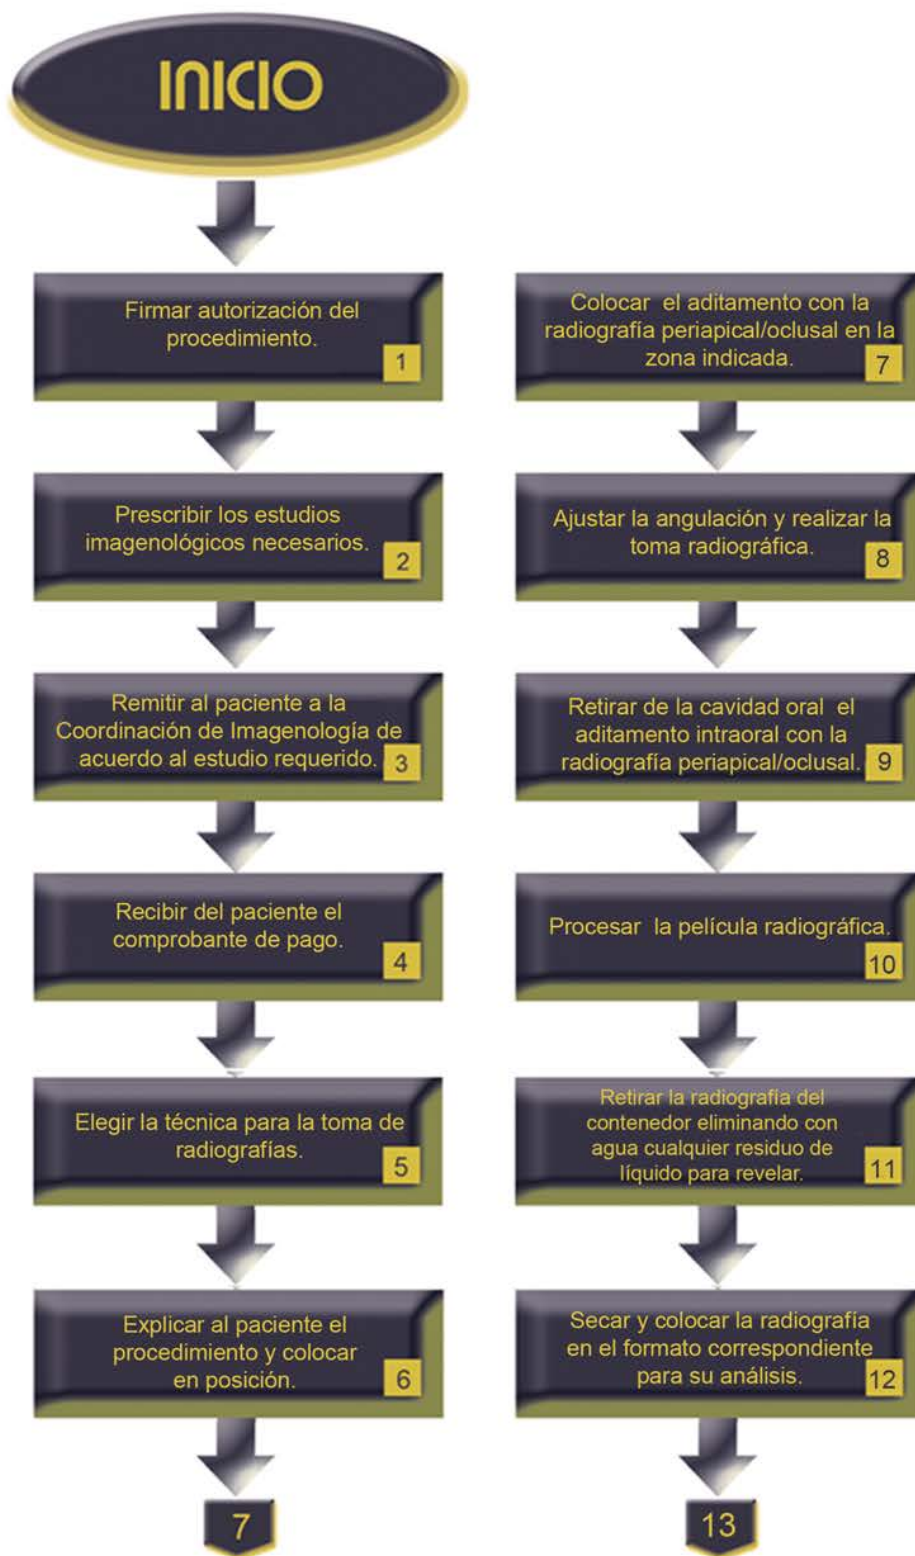 INICIO
Firmar autorización del
procedimiento.
1
Prescribir los estudios
imagenológicos necesarios.
2
Remitir al paciente a la
Coordinación de Imagenología de
acuerdo al estudio requerido.
3
Recibir del paciente el
comprobante de pago.
4
Elegir la técnica para la toma de
radiografías.
5
Explicar al paciente el
procedimiento y colocar
en posición.
6
7
Colocar el aditamento con la
radiografía periapical/oclusal en la
zona indicada.
7
Ajustar la angulación y realizar la
toma radiográfica.
8
Retirar de la cavidad oral el
aditamento intraoral con la
radiografía periapical/oclusal.
9
Procesar la película radiográfica.
10
Retirar la radiografía del
contenedor eliminando con
agua cualquier residuo de
líquido para revelar.
11
Secar y colocar la radiografía
en el formato correspondiente
para su análisis.
12
13